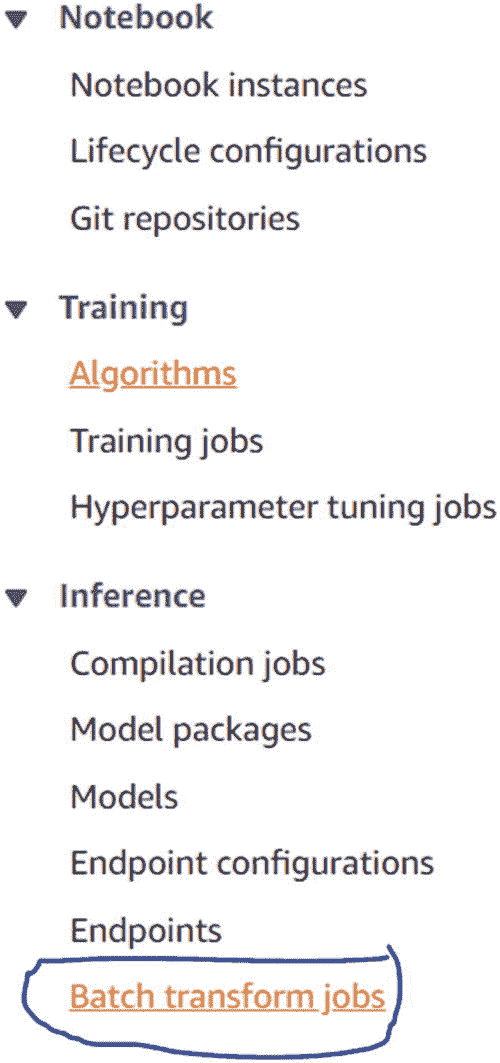 Notebook
Notebook instances
Lifecycle configurations
Git repositories
Training
Algorithms
Training jobs
Hyperparameter tuning jobs
Inference
Compilation jobs
Model packages
Models
Endpoint configurations
Endpoints
Batch transform jobs